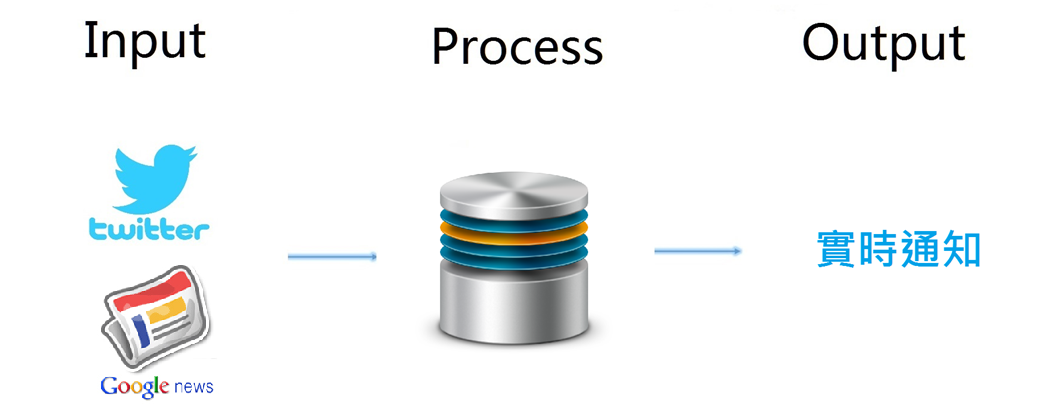 Input
Process
Output
twitter
Google news
實時通知